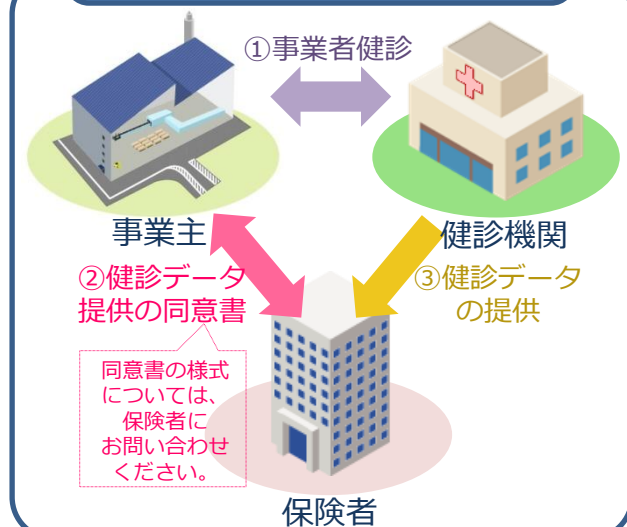 ①事業者健診
事業主
健診機関
②健診データ
提供の同意書
③健診データ
の提供
同意書の様式
については、
保険者に
お問い合わせ
ください。
保険者